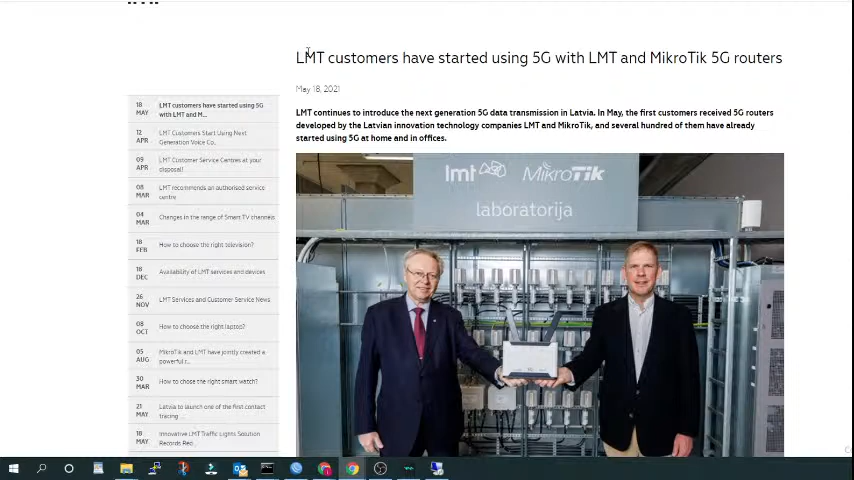 LMT customers have started using 5G with LMT and MikroTik 5G routers
May 18, 2021
LMT continues to introduce the next generation 5G data transmission in Latvia. In May, the first customers received 5G routers
developed by the Latvian innovation technology companies LMT and MikroTik, and several hundred of them have already
started using 5G at home and in offices.
18 MAY LMT customers have started using 5G
with LMT and M...
12 APR LMT Customers Start Using Next
Generation Voice Co...
09 APR LMT Customer Service Centres at your
disposal!
08 MAR LMT recommends an authorised service
centre
04 MAR Changes in the range of Smart TV channels
18 FEB How to choose the right television?
18 DEC Availability of LMT services and devices
26 NOV LMT Services and Customer Service News
08 OCT How to choose the right laptop?
05 AUG MikroTik and LMT have jointly created a
powerful r...
30 MAR How to chose the right smart watch?
21 MAY Latvia to launch one of the first contact
tracing ...
18 MAY Innovative LMT Traffic Lights Solution
Records Red...
lmt MikroTik
laboratorija